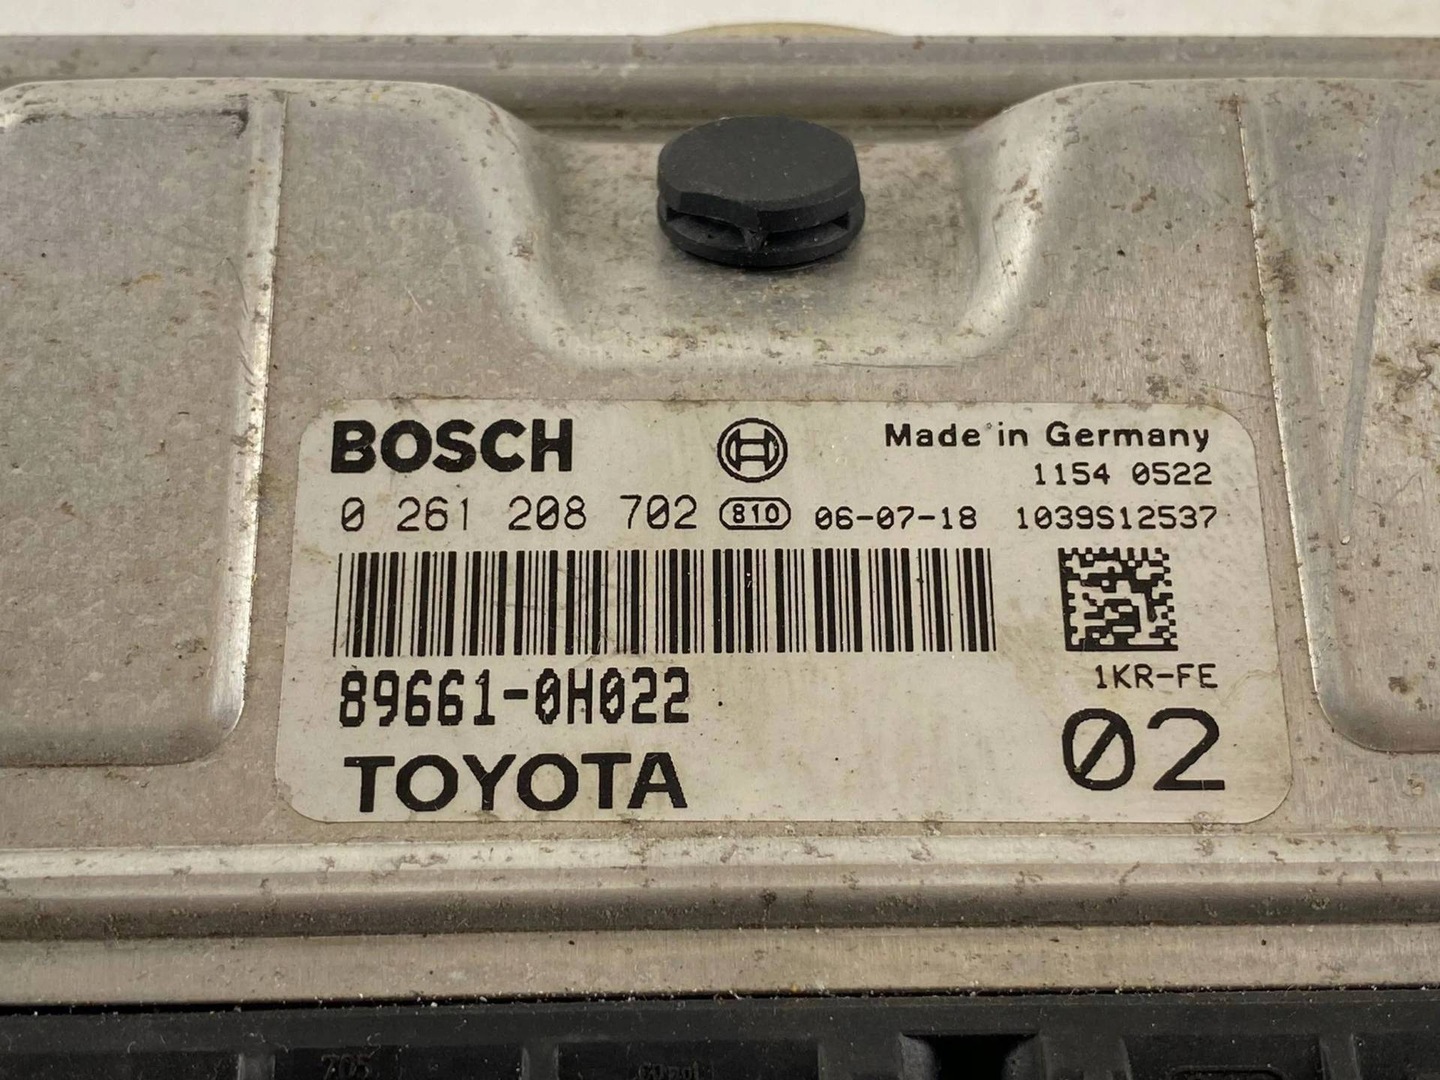 BOSCH Made in Germany
1154 0522
0 261 208 702 810 06-07-18 1039S12537
89661-0H022 1KR-FE
TOYOTA 02
205